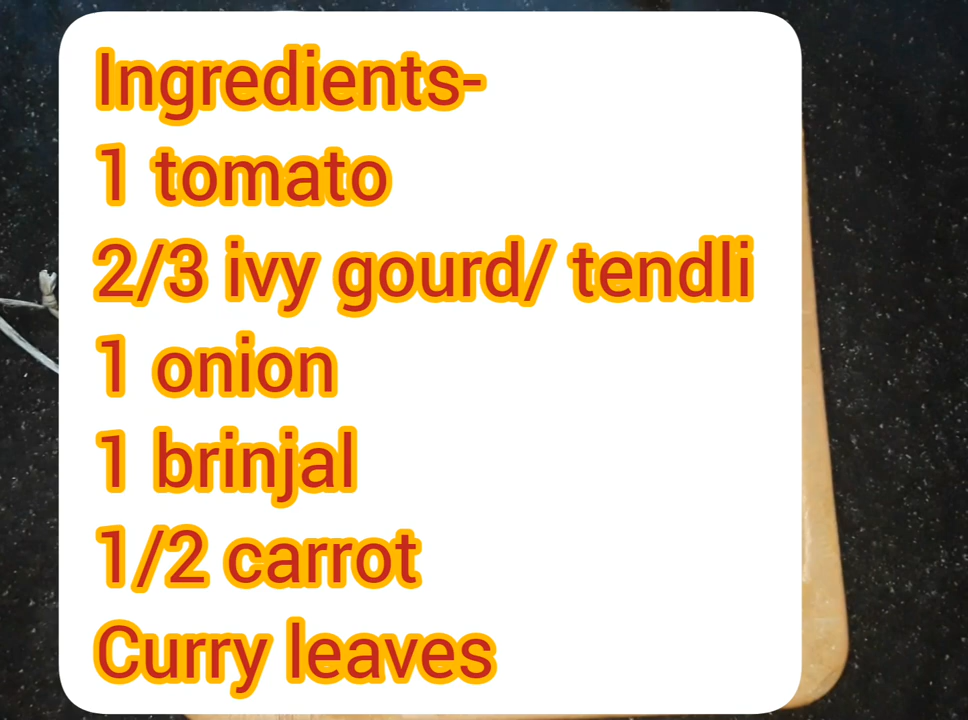 Ingredients-
1 tomato
2/3 ivy gourd/ tendli
1 onion
1 brinjal
1/2 carrot
Curry leaves